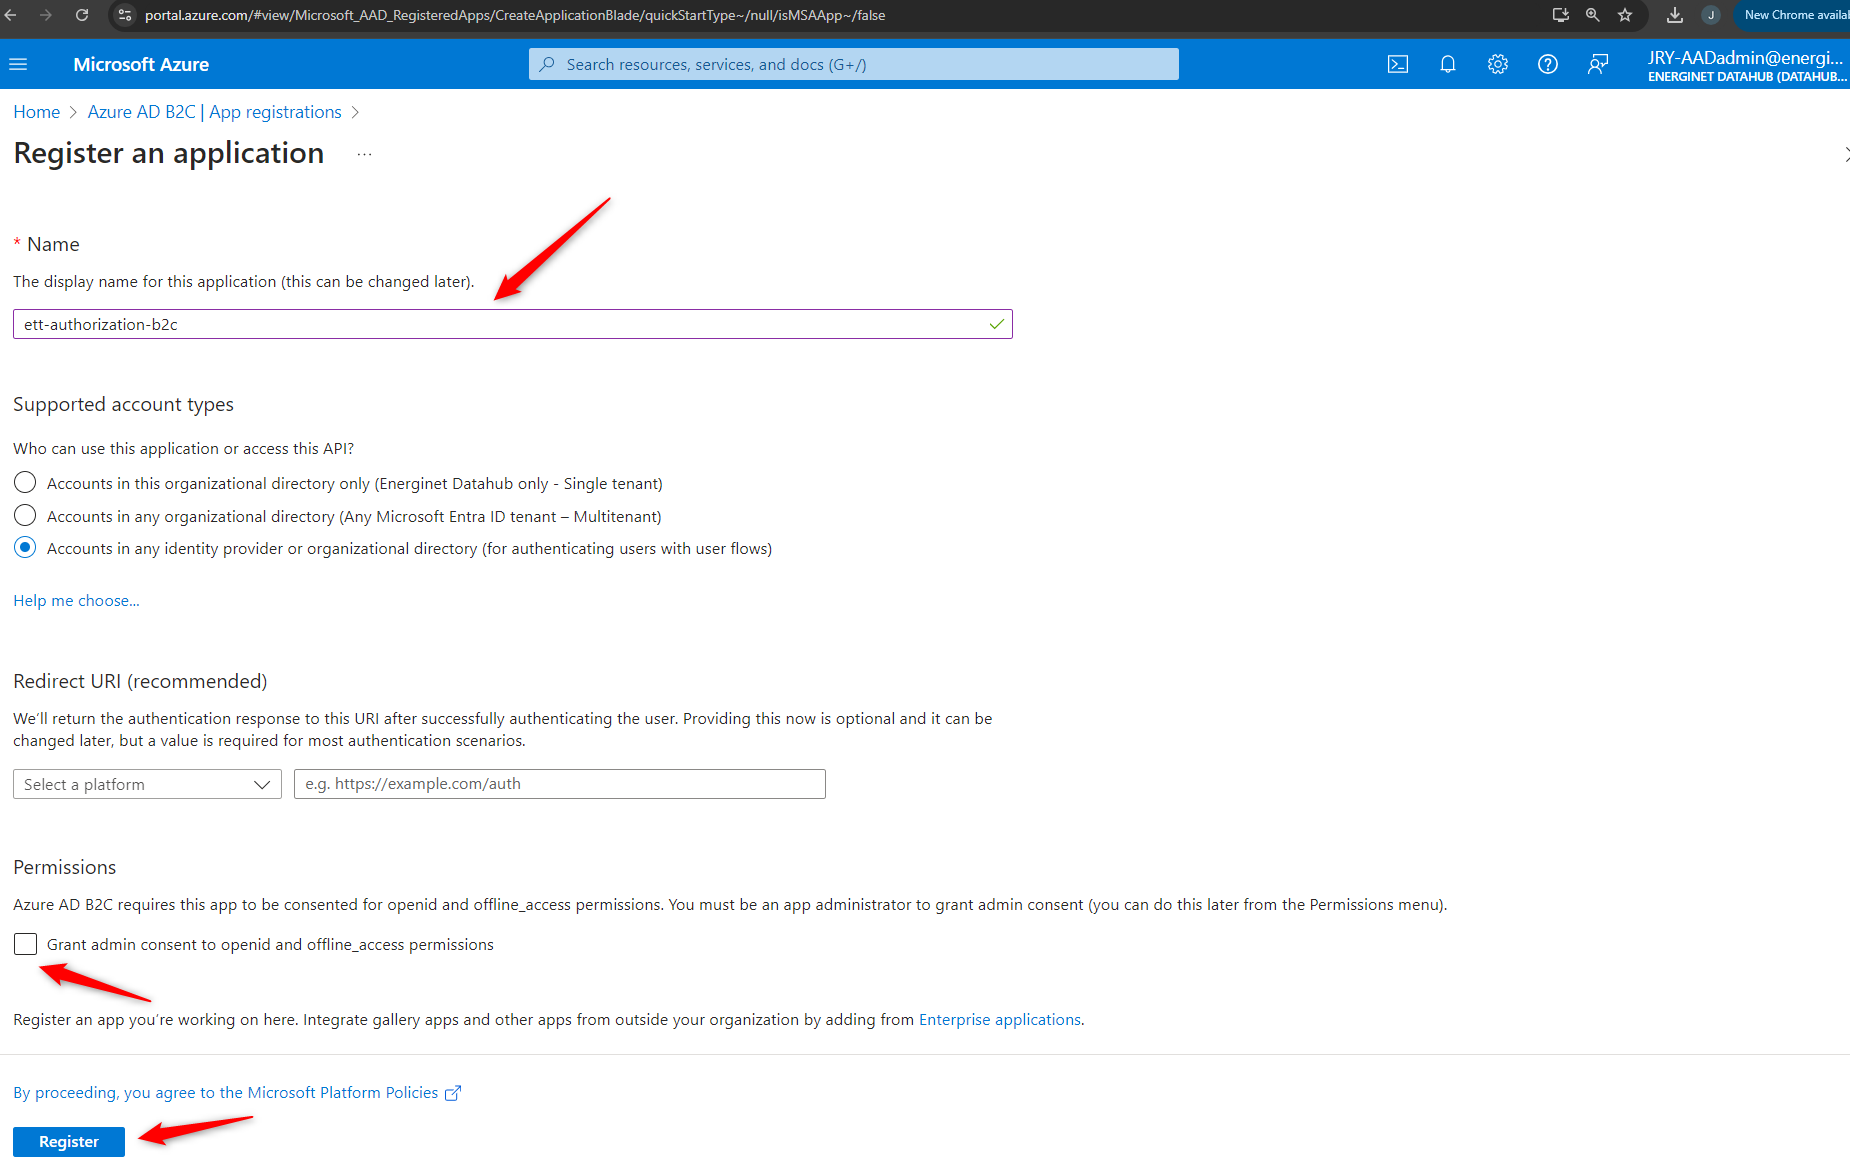 portal.azure.com/#view/Microsoft_AAD_RegisteredApps/CreateApplicationBlade/quickStartType~/null/isMSAApp~/false
J
New Chrome availal
Microsoft Azure
Search resources, services, and docs (G+/)
JRY-AADadmin@energi...
ENERGINET DATAHUB (DATAHUB...
Home > Azure AD B2C | App registrations >
Register an application ...
* Name
The display name for this application (this can be changed later).
ett-authorization-b2c
Supported account types
Who can use this application or access this API?
Accounts in this organizational directory only (Energinet Datahub only - Single tenant)
Accounts in any organizational directory (Any Microsoft Entra ID tenant – Multitenant)
Accounts in any identity provider or organizational directory (for authenticating users with user flows)
Help me choose...
Redirect URI (recommended)
We'll return the authentication response to this URI after successfully authenticating the user. Providing this now is optional and it can be
changed later, but a value is required for most authentication scenarios.
Select a platform
e.g. https://example.com/auth
Permissions
Azure AD B2C requires this app to be consented for openid and offline_access permissions. You must be an app administrator to grant admin consent (you can do this later from the Permissions menu).
Grant admin consent to openid and offline_access permissions
Register an app you're working on here. Integrate gallery apps and other apps from outside your organization by adding from Enterprise applications.
By proceeding, you agree to the Microsoft Platform Policies
Register